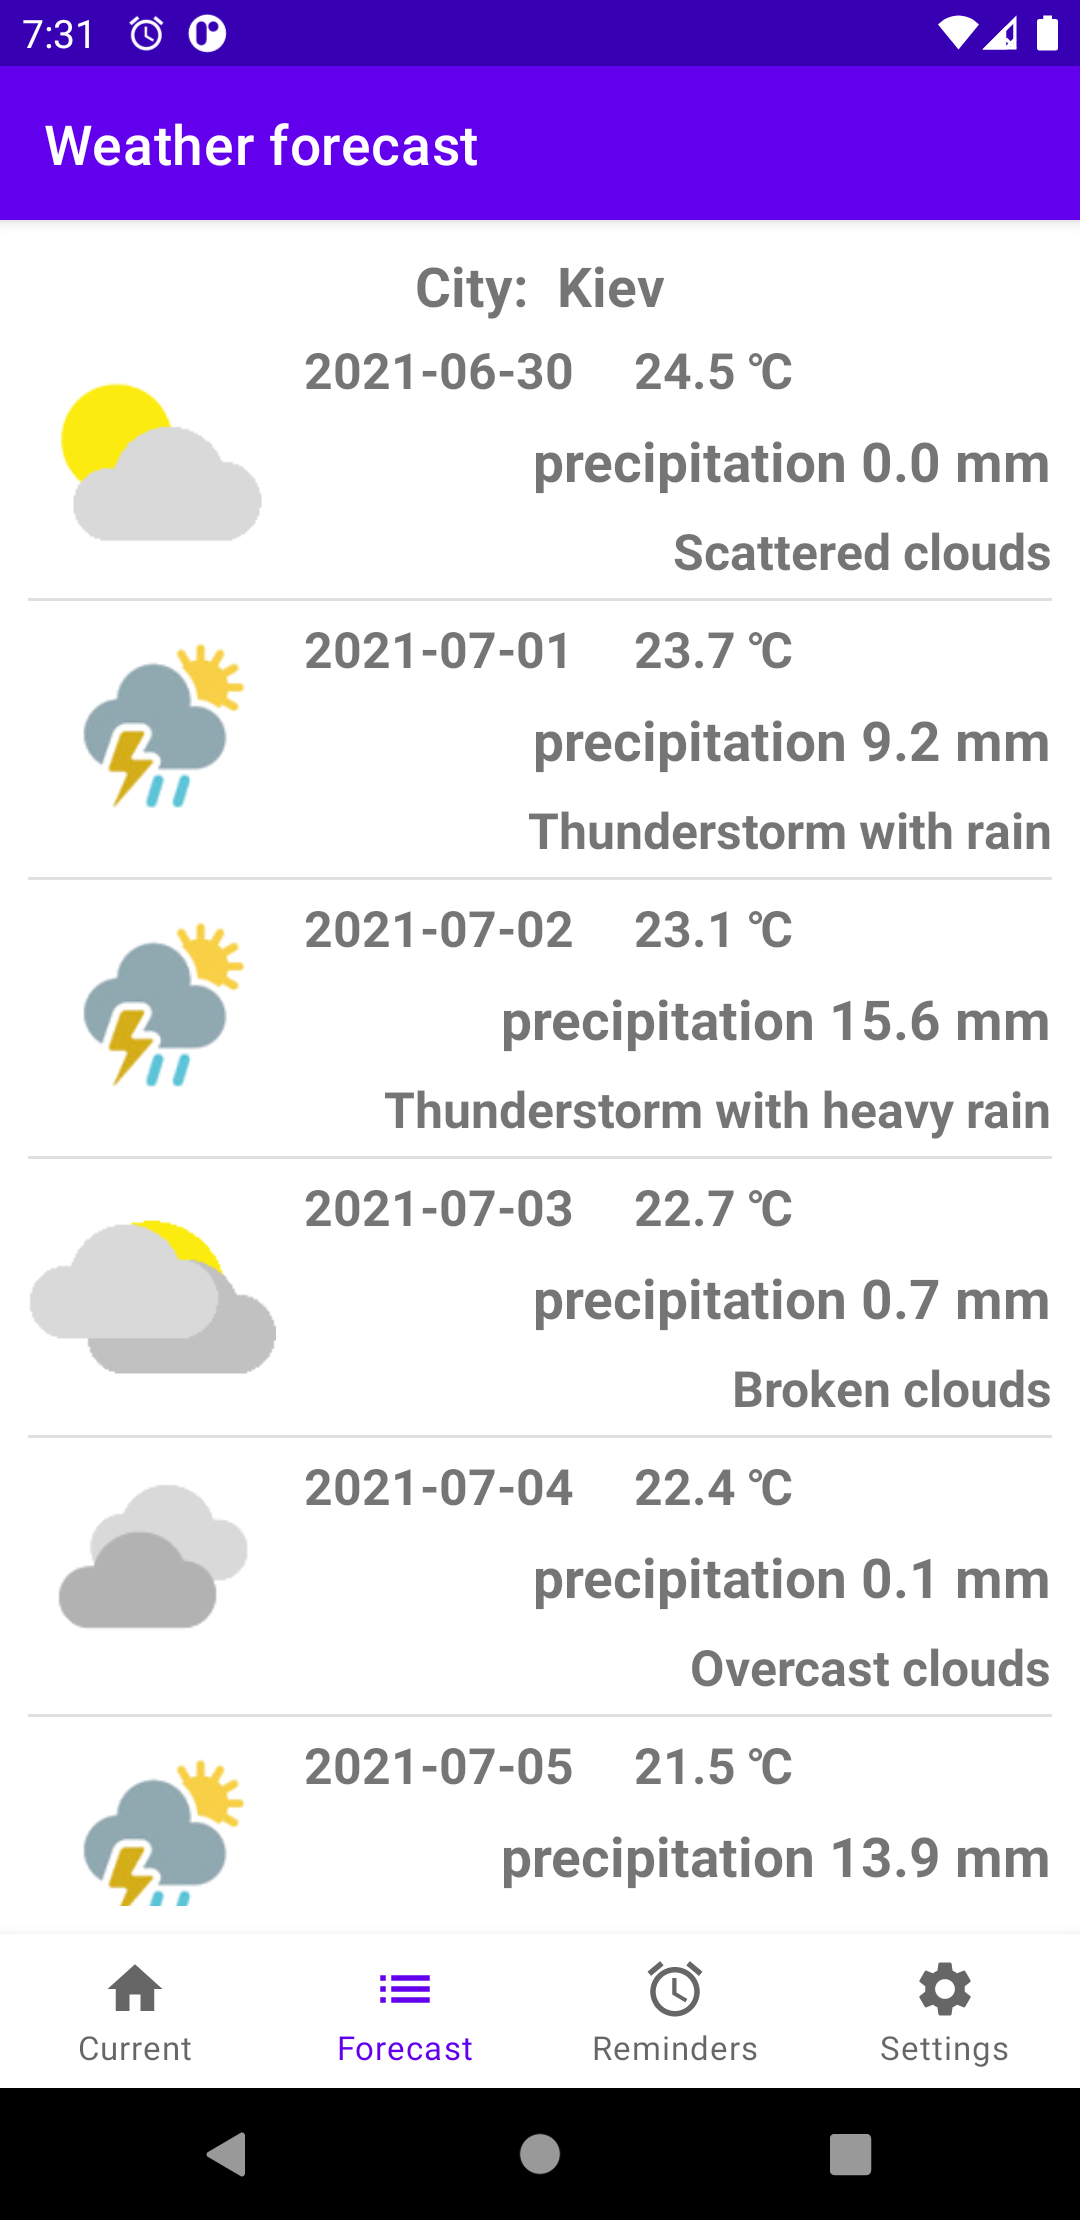 7:31
Weather forecast
City: Kiev
2021-06-30 24.5 ℃
precipitation 0.0 mm
Scattered clouds
2021-07-01 23.7 ℃
precipitation 9.2 mm
Thunderstorm with rain
2021-07-02 23.1 ℃
precipitation 15.6 mm
Thunderstorm with heavy rain
2021-07-03 22.7 ℃
precipitation 0.7 mm
Broken clouds
2021-07-04 22.4 ℃
precipitation 0.1 mm
Overcast clouds
2021-07-05 21.5 ℃
precipitation 13.9 mm
Current Forecast Reminders Settings